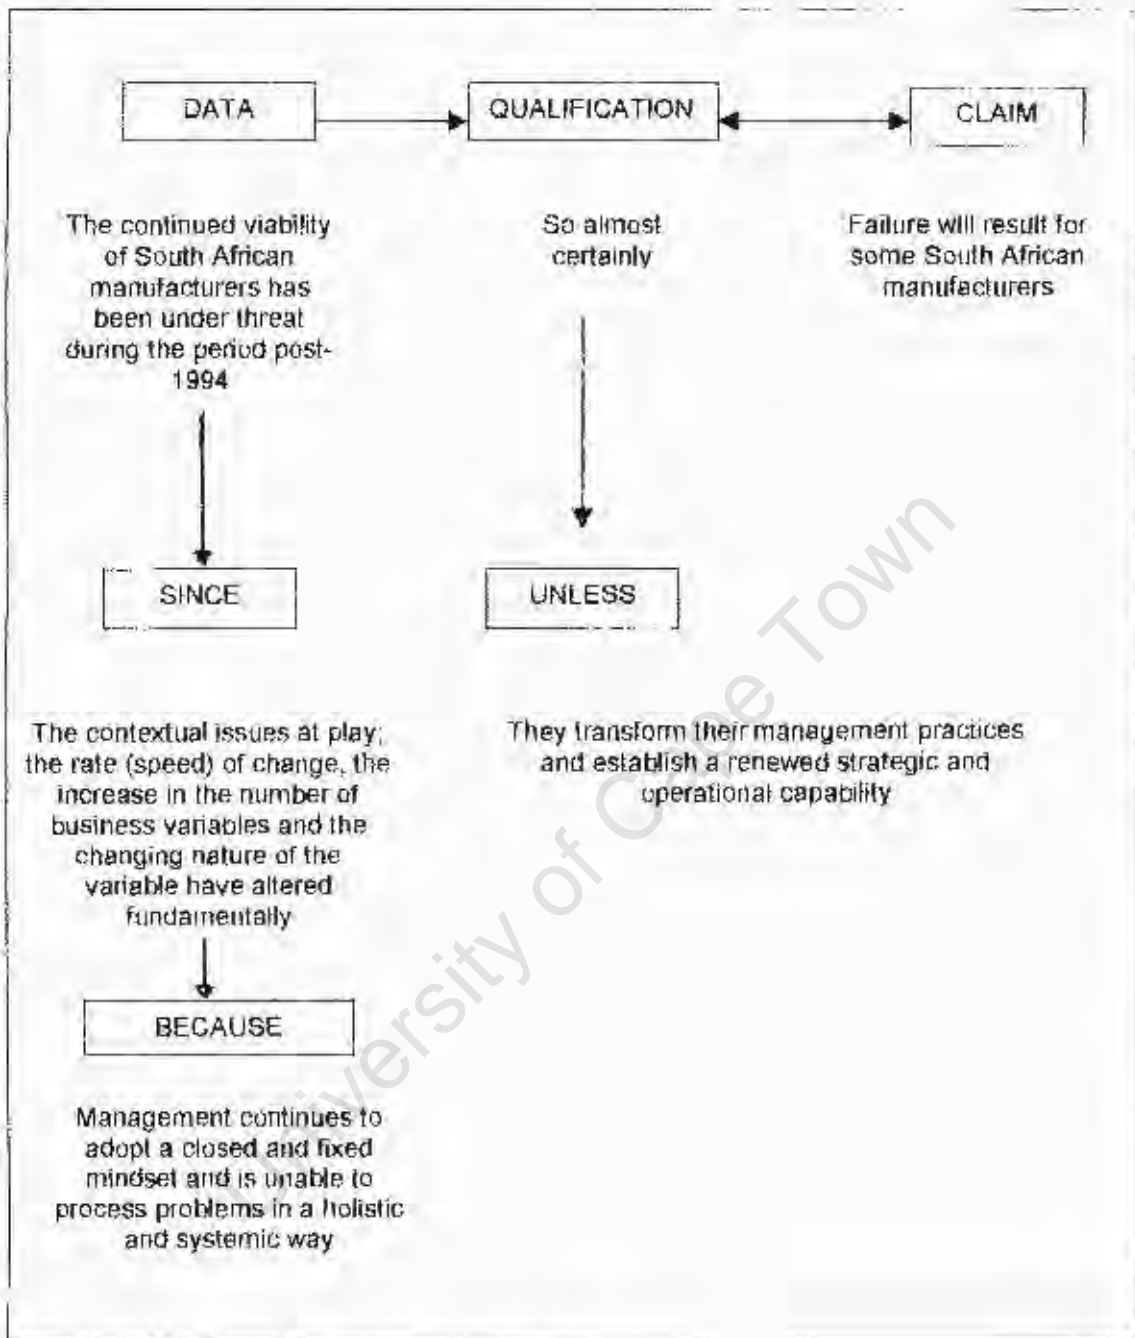 DATA
QUALIFICATION
CLAIM
The continued viability
of South African
manufacturers has
been under threat
during the period post-
1994
So almost
certainly
Failure will result for
some South African
manufacturers
SINCE
UNLESS
The contextual issues at play;
the rate (speed) of change, the
increase in the number of
business variables and the
changing nature of the
variable have altered
fundamentally
They transform their management practices
and establish a renewed strategic and
operational capability
BECAUSE
Management continues to
adopt a closed and fixed
mindset and is unable to
process problems in a holistic
and systemic way
University of Cape Town